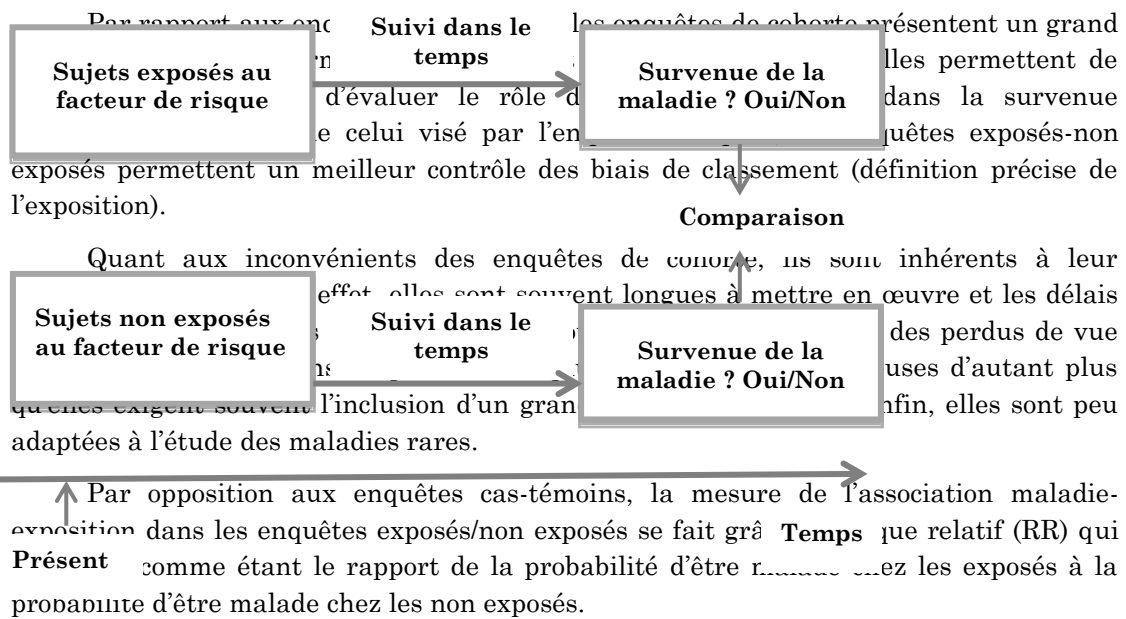 Par rapport aux les enquêtes de cohorte présentent un grand
Suivi dans le
temps
Sujets exposés au
facteur de risque
Survenue de la
maladie ? Oui/Non
elles permettent de
d'évaluer le rôle dans la survenue
celui visé par l'en quêtes exposés-non
exposés permettent un meilleur contrôle des biais de classement (définition précise de
l'exposition).
Comparaison
Quant aux inconvénients des enquêtes de cohorte, ils sont inhérents à leur
effet, elles sont souvent longues à mettre en œuvre et les délais
Sujets non exposés
au facteur de risque
Suivi dans le
temps
Survenue de la
maladie ? Oui/Non
des perdus de vue
uses d'autant plus
qu'elles exigent souvent l'inclusion d'un gran nfin, elles sont peu
adaptées à l'étude des maladies rares.
Par opposition aux enquêtes cas-témoins, la mesure de l'association maladie-
exposition dans les enquêtes exposés/non exposés se fait grâ que relatif (RR) qui
Temps
Présent
comme étant le rapport de la probabilité d'être malade chez les exposés à la
probabilité d'être malade chez les non exposés.